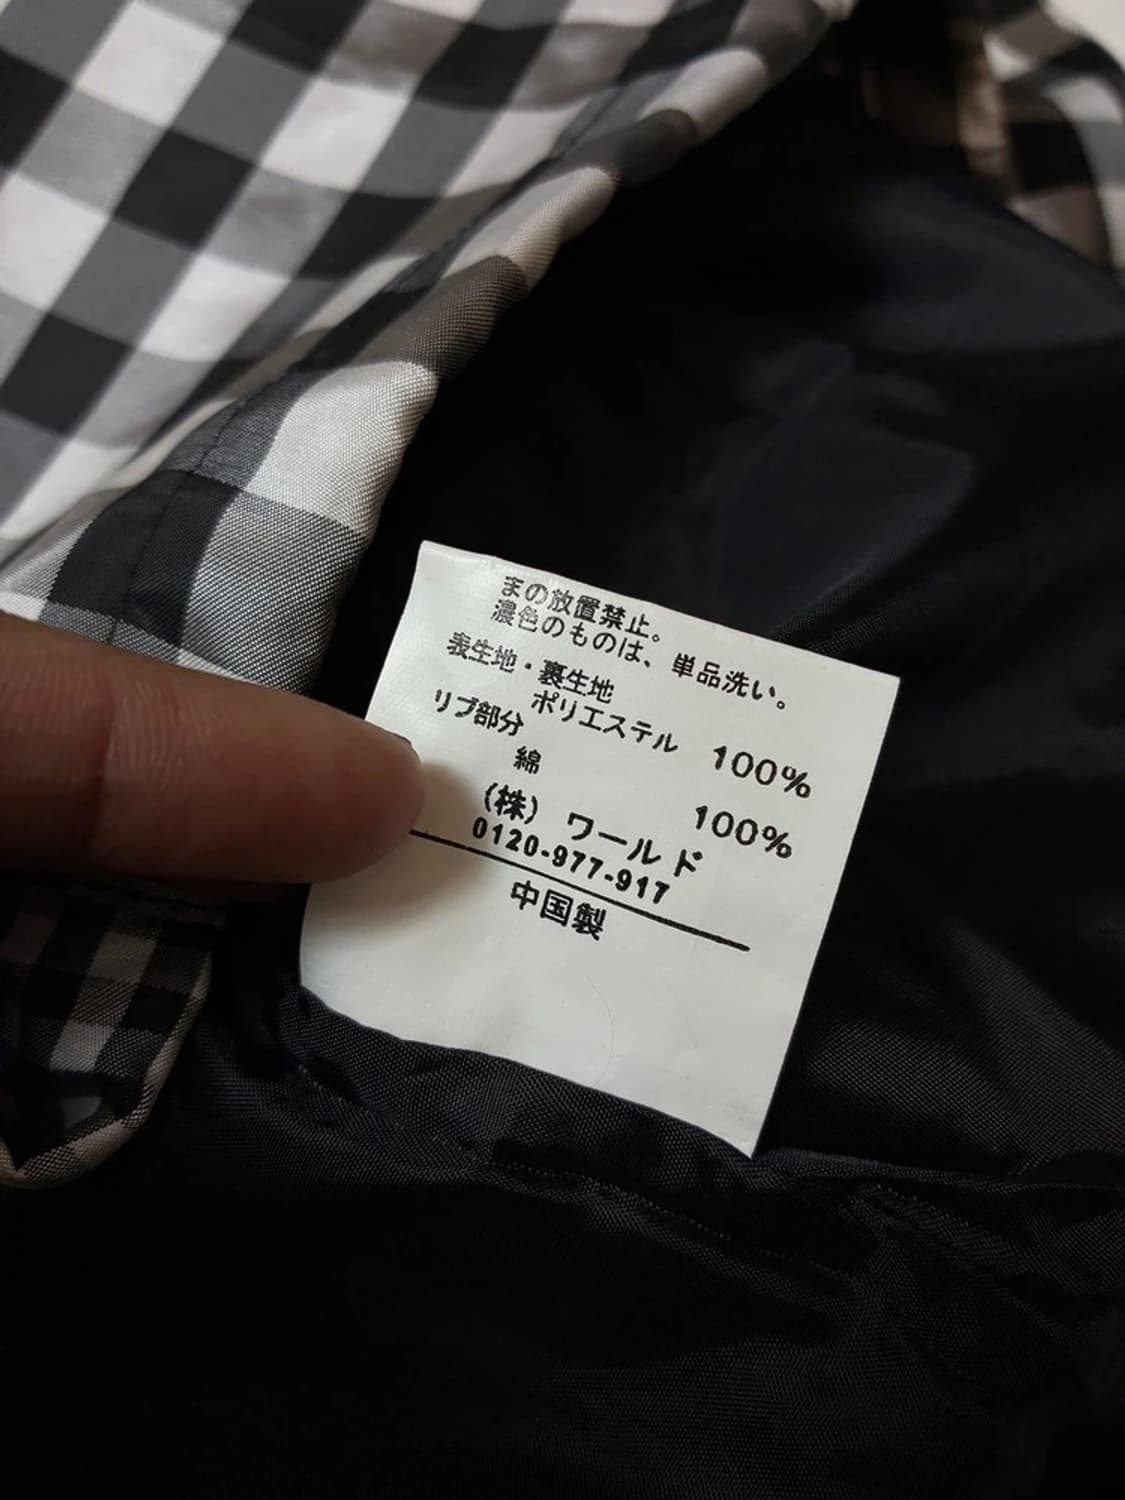 まの放置禁止。
濃色のものは、単品洗い。
表生地・裏生地
ポリエステル 100%
リブ部分
綿 100%
(株) ワールド
0120-977-917
中国製